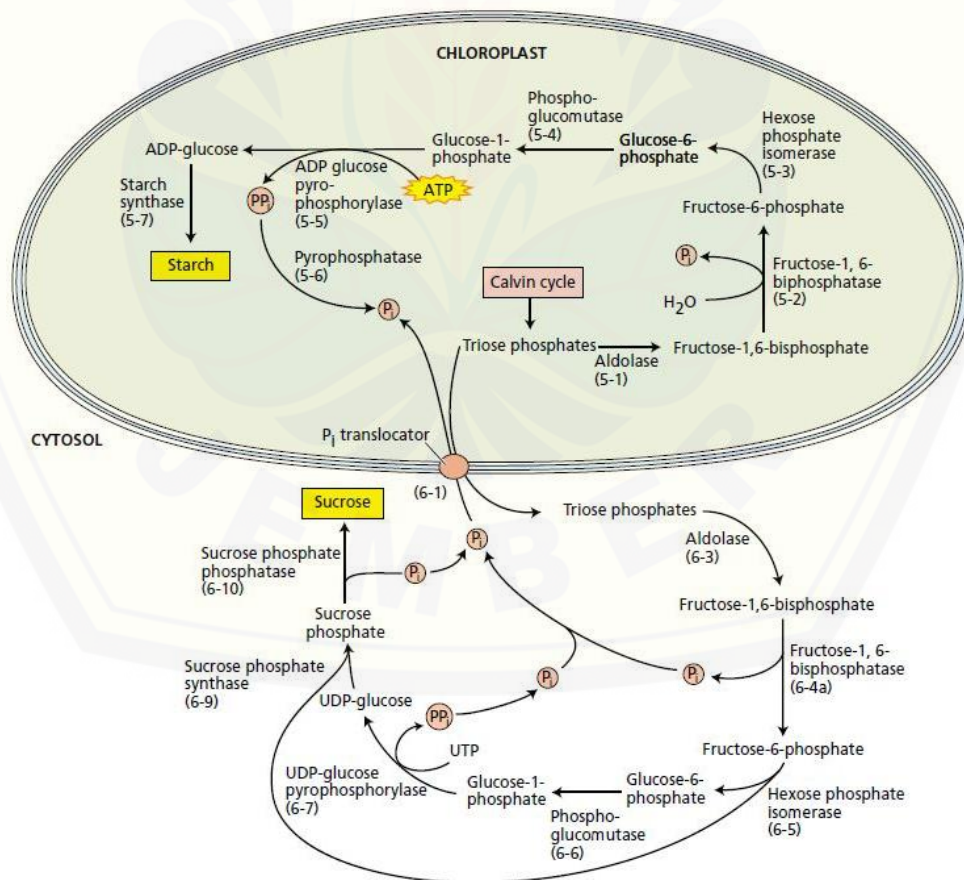 CHLOROPLAST
Phospho-
glucomutase
(5-4)
Hexose
phosphate
isomerase
(5-3)
ADP-glucose
Glucose-1-
phosphate
Glucose-6-
phosphate
Starch
synthase
(5-7)
PPi
ADP glucose
pyro-
phosphorylase
(5-5)
ATP
Fructose-6-phosphate
Starch
Pyrophosphatase
(5-6)
Pi
Calvin cycle
Pi
H2O
Fructose-1, 6-
biphosphatase
(5-2)
Triose phosphates
Aldolase
(5-1)
Fructose-1,6-bisphosphate
CYTOSOL
Pi translocator
(6-1)
Sucrose
Triose phosphates
Pi
Aldolase
(6-3)
Sucrose phosphate
phosphatase
(6-10)
Pi
Fructose-1,6-bisphosphate
Sucrose
phosphate
Fructose-1, 6-
bisphosphatase
(6-4a)
Sucrose phosphate
synthase
(6-9)
Pi
Pi
UDP-glucose
PPi
UTP
Fructose-6-phosphate
UDP-glucose
pyrophosphorylase
(6-7)
Glucose-1-
phosphate
Glucose-6-
phosphate
Phospho-
glucomutase
(6-6)
Hexose phosphate
isomerase
(6-5)